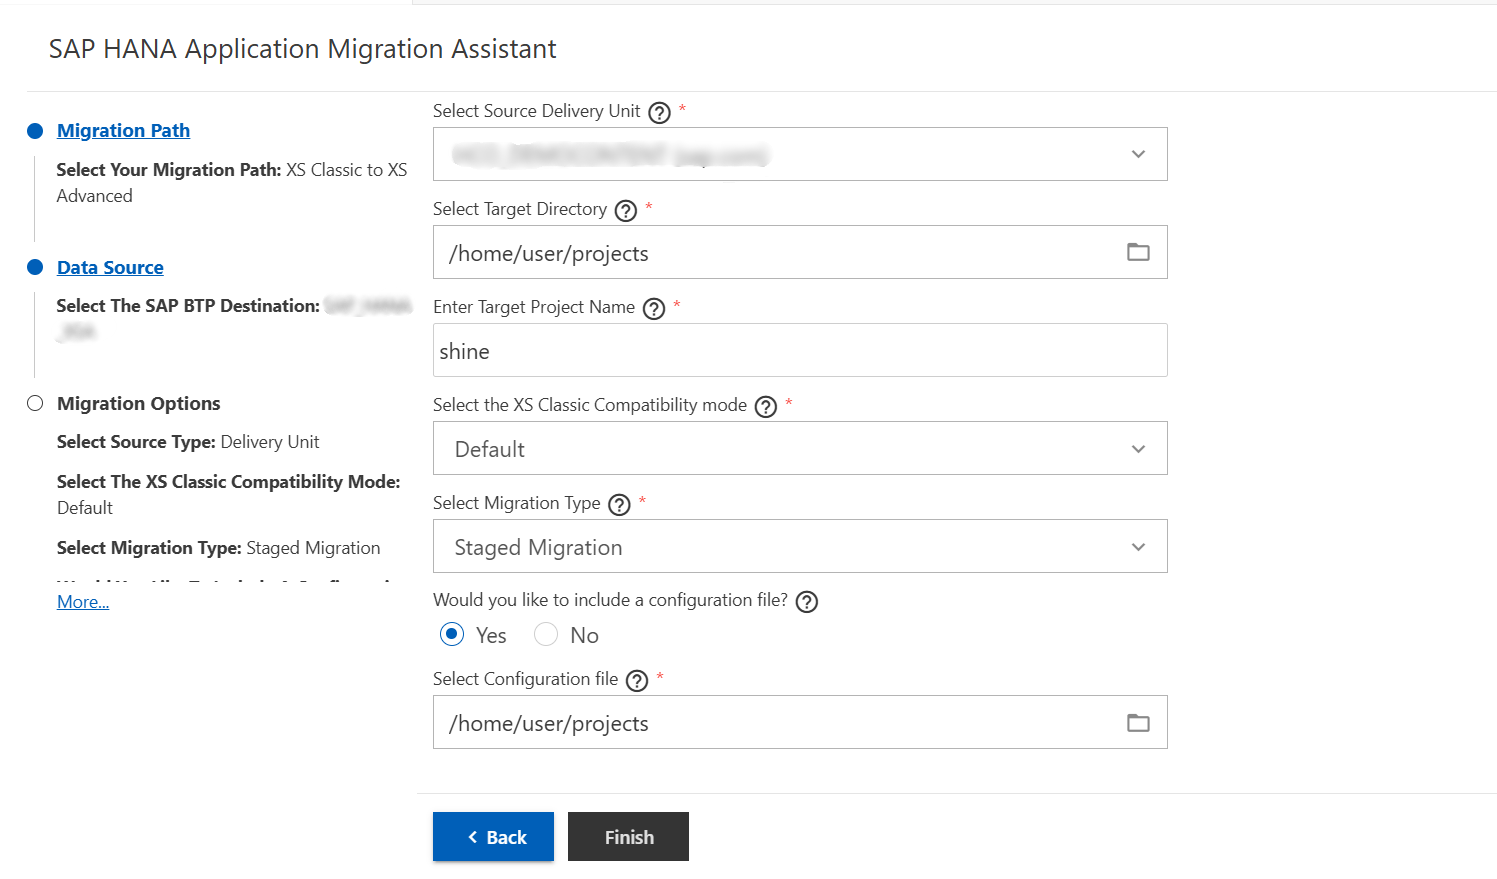 SAP HANA Application Migration Assistant
Migration Path
Select Your Migration Path: XS Classic to XS
Advanced
Data Source
Select The SAP BTP Destination:
Migration Options
Select Source Type: Delivery Unit
Select The XS Classic Compatibility Mode:
Default
Select Migration Type: Staged Migration
More...
Select Source Delivery Unit *
Select Target Directory *
/home/user/projects
Enter Target Project Name *
shine
Select the XS Classic Compatibility mode *
Default
Select Migration Type *
Staged Migration
Would you like to include a configuration file?
Yes No
Select Configuration file *
/home/user/projects
Back Finish